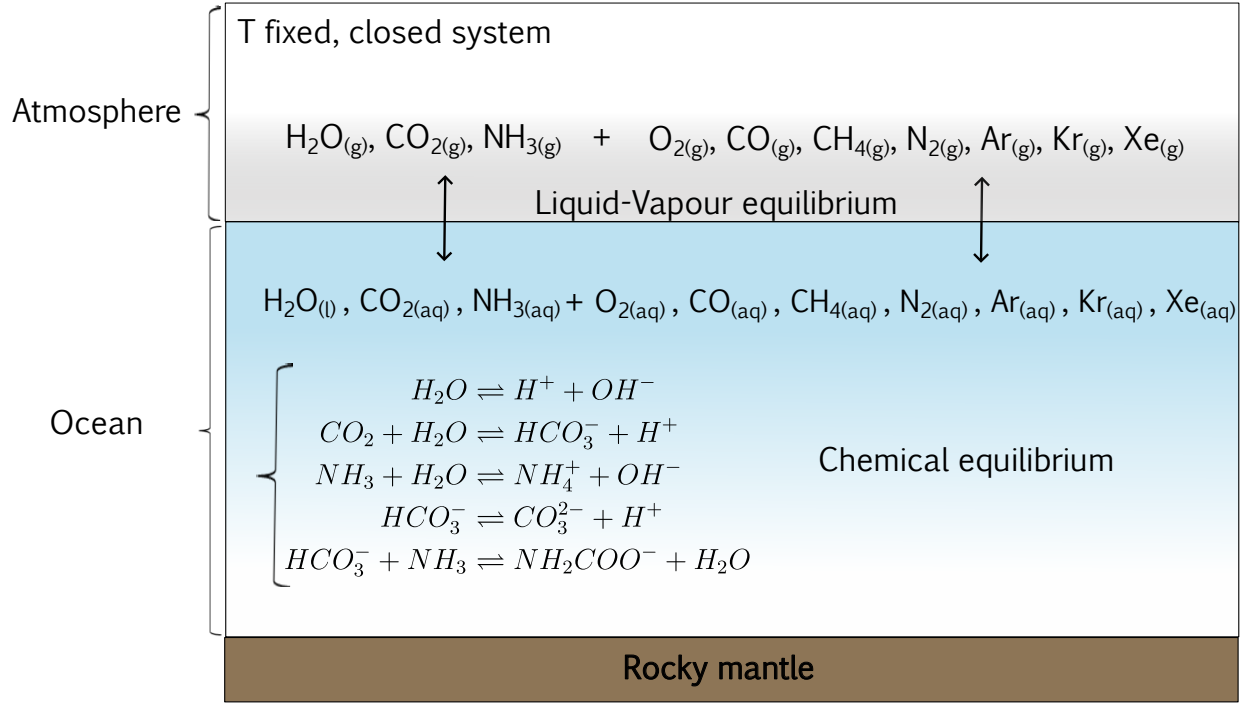 T fixed, closed system
Atmosphere
H₂O₍g₎, CO₂₍g₎, NH₃₍g₎ + O₂₍g₎, CO₍g₎, CH₄₍g₎, N₂₍g₎, Ar₍g₎, Kr₍g₎, Xe₍g₎
Liquid-Vapour equilibrium
H₂O₍l₎, CO₂₍aq₎, NH₃₍aq₎ + O₂₍aq₎, CO₍aq₎, CH₄₍aq₎, N₂₍aq₎, Ar₍aq₎, Kr₍aq₎, Xe₍aq₎
H₂O ⇌ H⁺ + OH⁻
Ocean
CO₂ + H₂O ⇌ HCO₃⁻ + H⁺
Chemical equilibrium
NH₃ + H₂O ⇌ NH₄⁺ + OH⁻
HCO₃⁻ ⇌ CO₃²⁻ + H⁺
HCO₃⁻ + NH₃ ⇌ NH₂COO⁻ + H₂O
Rocky mantle